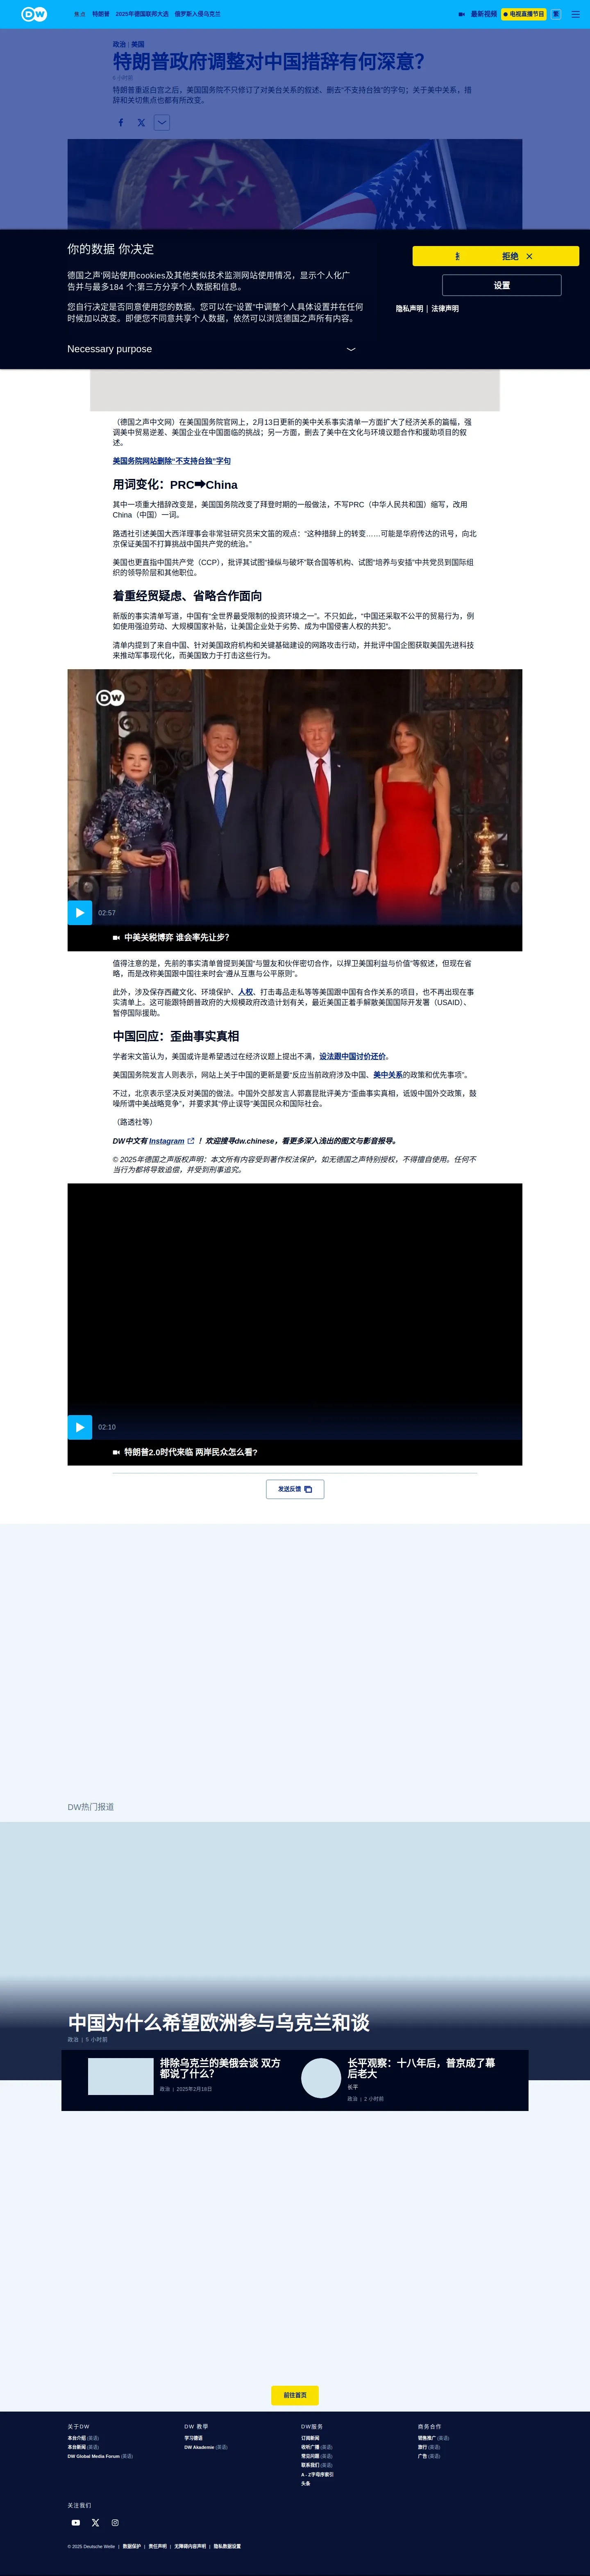 DW
焦点 特朗普 2025年德国联邦大选 俄罗斯入侵乌克兰 最新视频 电视直播节目 繁
政治 | 美国
特朗普政府调整对中国措辞有何深意？
特朗普重返白宫之后，美国国务院不只修订了对美台关系的叙述、删去“不支持台独”的字句；关于美中关系，措
辞和关切焦点也都有所改变。
你的数据 你决定
德国之声'网站使用cookies及其他类似技术监测网站使用情况，显示个人化广
告并与最多184 个;第三方分享个人数据和信息。
您自行决定是否同意使用您的数据。您可以在“设置”中调整个人具体设置并在任何
时候加以改变。即便您不同意共享个人数据，依然可以浏览德国之声所有内容。
Necessary purpose
拒绝
设置
隐私声明 | 法律声明
（德国之声中文网）在美国国务院官网上，2月13日更新的美中关系事实清单一方面扩大了经济关系的篇幅，强
调美中贸易逆差、美国企业在中国面临的挑战；另一方面，删去了美中在文化与环境议题合作和援助项目的叙
述。
美国务院网站删除“不支持台独”字句
用词变化：PRC➡China
其中一项重大措辞改变是，美国国务院改变了拜登时期的一般做法，不写PRC（中华人民共和国）缩写，改用
China（中国）一词。
路透社引述美国大西洋理事会非常驻研究员宋文笛的观点：“这种措辞上的转变……可能是华府传达的讯号，向北
京保证美国不打算挑战中国共产党的统治。”
美国也更直指中国共产党（CCP），批评其试图“操纵与破坏”联合国等机构、试图“培养与安插”中共党员到国际组
织的领导阶层和其他职位。
着重经贸疑虑、省略合作面向
新版的事实清单写道，中国有“全世界最受限制的投资环境之一”。不只如此，“中国还采取不公平的贸易行为，例
如使用强迫劳动、大规模国家补贴，让美国企业处于劣势、成为中国侵害人权的共犯”。
清单内提到了来自中国、针对美国政府机构和关键基础建设的网路攻击行动，并批评中国企图获取美国先进科技
来推动军事现代化，而美国致力于打击这些行为。
DW
02:57
中美关税博弈 谁会率先让步？
值得注意的是，先前的事实清单曾提到美国“与盟友和伙伴密切合作，以捍卫美国利益与价值”等叙述，但现在省
略，而是改称美国跟中国往来时会“遵从互惠与公平原则”。
此外，涉及保存西藏文化、环境保护、人权、打击毒品走私等等美国跟中国有合作关系的项目，也不再出现在事
实清单上。这可能跟特朗普政府的大规模政府改造计划有关，最近美国正着手解散美国国际开发署（USAID）、
暂停国际援助。
中国回应：歪曲事实真相
学者宋文笛认为，美国或许是希望透过在经济议题上提出不满，设法跟中国讨价还价。
美国国务院发言人则表示，网站上关于中国的更新是要“反应当前政府涉及中国、美中关系的政策和优先事项”。
不过，北京表示坚决反对美国的做法。中国外交部发言人郭嘉昆批评美方“歪曲事实真相，诋毁中国外交政策，鼓
噪所谓中美战略竞争”，并要求其“停止误导”美国民众和国际社会。
（路透社等）
DW中文有 Instagram ！欢迎搜寻dw.chinese，看更多深入浅出的图文与影音报导。
© 2025年德国之声版权声明：本文所有内容受到著作权法保护，如无德国之声特别授权，不得擅自使用。任何不
当行为都将导致追偿，并受到刑事追究。
02:10
特朗普2.0时代来临 两岸民众怎么看?
发送反馈
DW热门报道
中国为什么希望欧洲参与乌克兰和谈
政治 | 5 小时前
排除乌克兰的美俄会谈 双方
都说了什么？
政治 | 2025年2月18日
长平观察：十八年后，普京成了幕
后老大
长平
政治 | 2 小时前
前往首页
关于DW
本台介绍 (英语)
本台新闻 (英语)
DW Global Media Forum (英语)
DW 教学
学习德语
DW Akademie (英语)
DW服务
订阅新闻
收听广播 (英语)
常见问题 (英语)
联系我们 (英语)
A - Z字母序索引
头条
商务合作
销售推广 (英语)
旅行 (英语)
广告 (英语)
关注我们
© 2025 Deutsche Welle | 数据保护 | 责任声明 | 无障碍内容声明 | 隐私数据设置